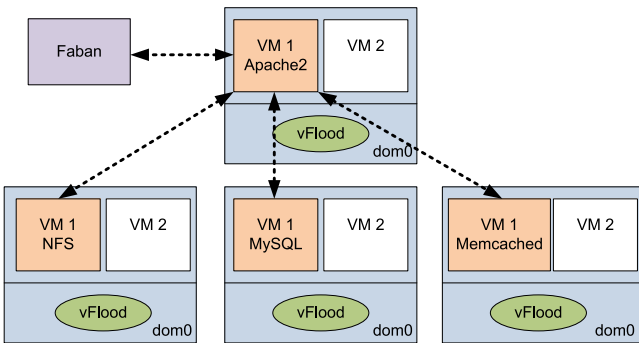 Faban
VM 1
Apache2
VM 2
vFlood
dom0
VM 1
NFS
VM 2
vFlood
dom0
VM 1
MySQL
VM 2
vFlood
dom0
VM 1
Memcached
VM 2
vFlood
dom0